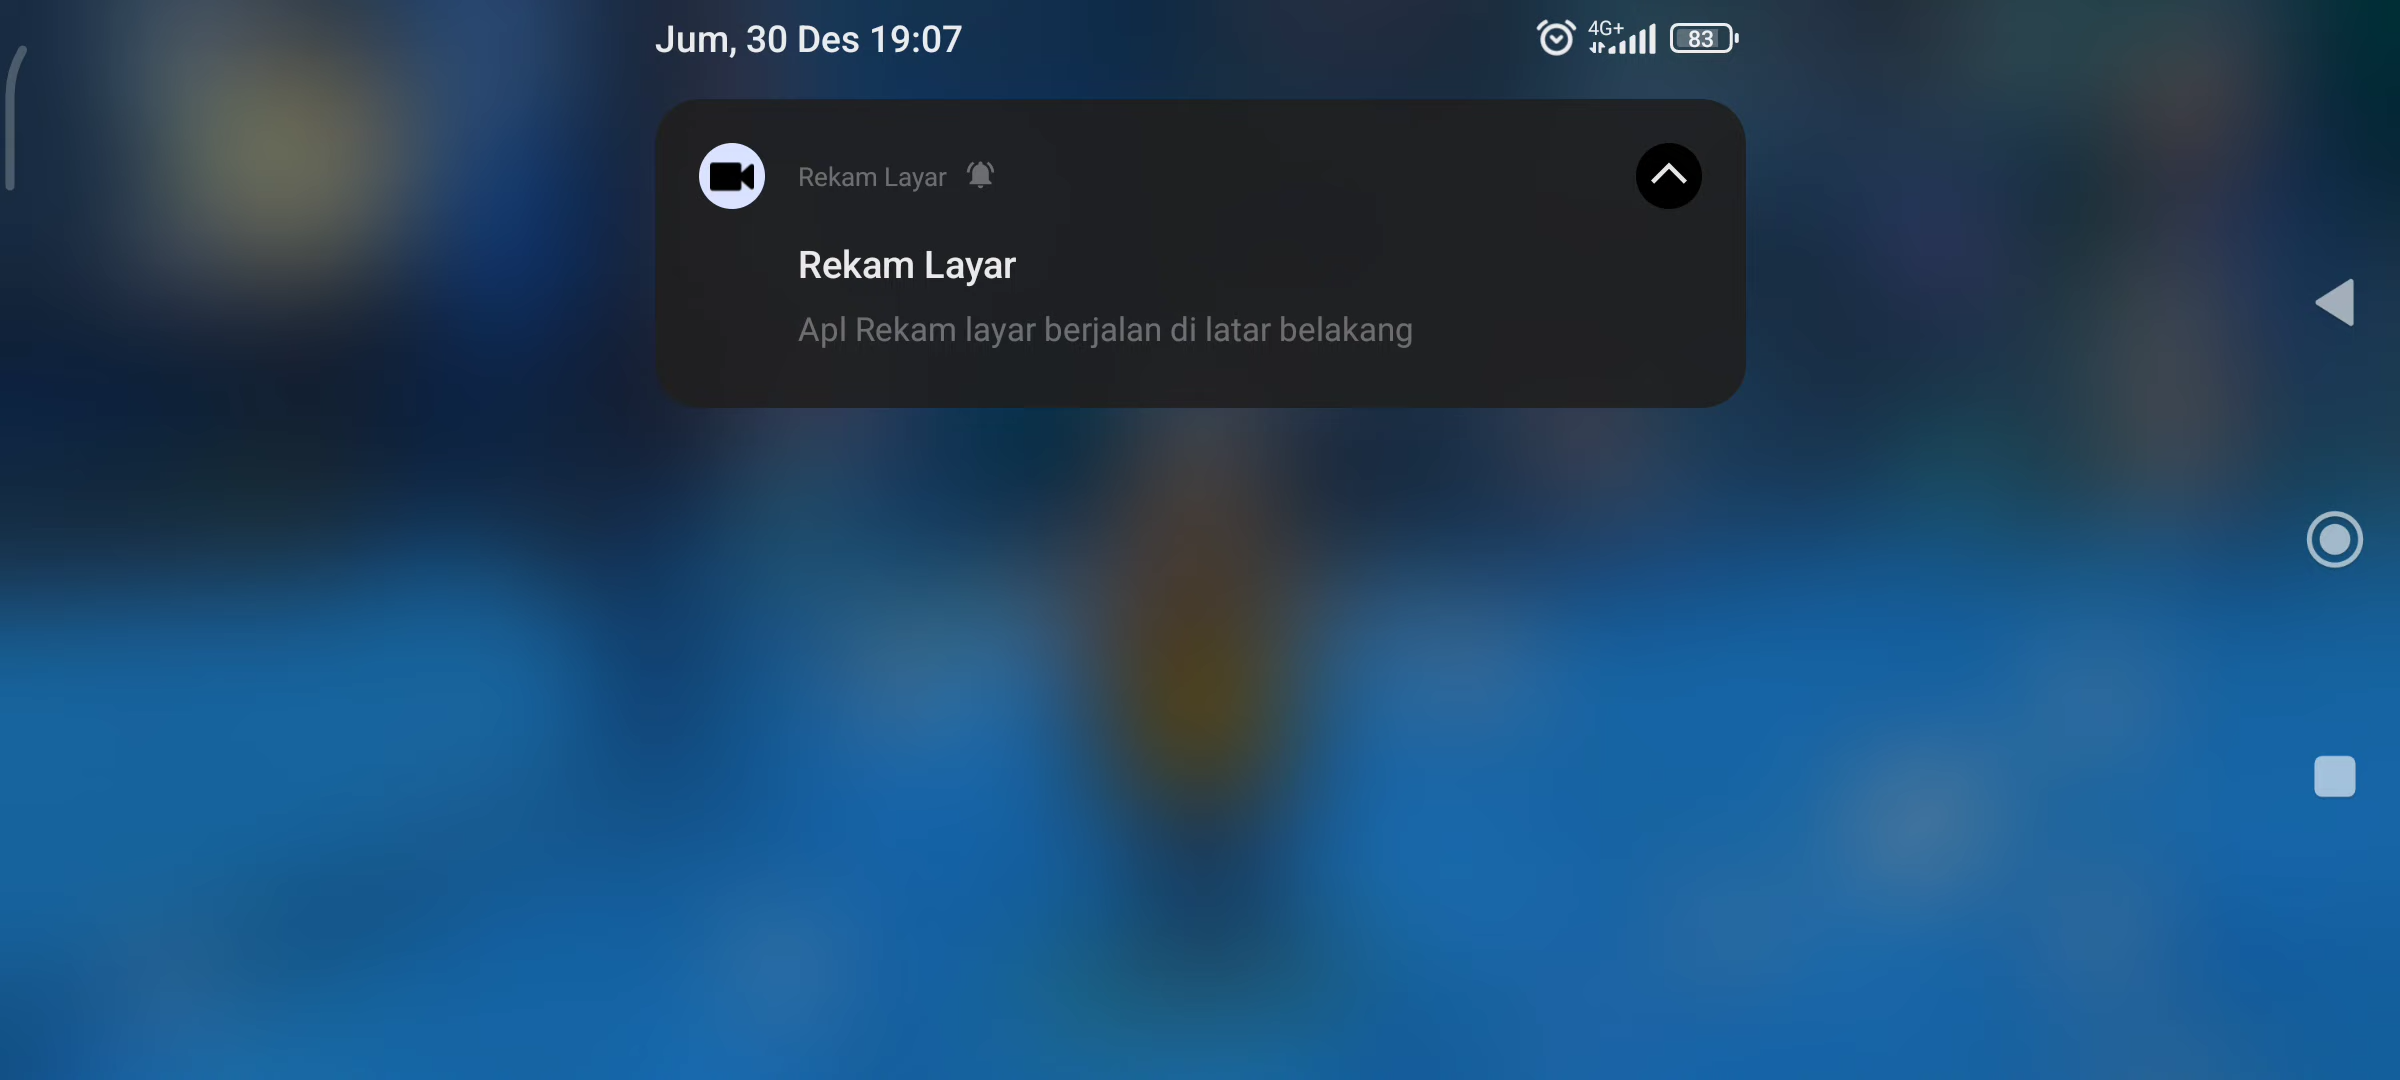 Jum, 30 Des 19:07
4G+
83
Rekam Layar
Rekam Layar
Apl Rekam layar berjalan di latar belakang